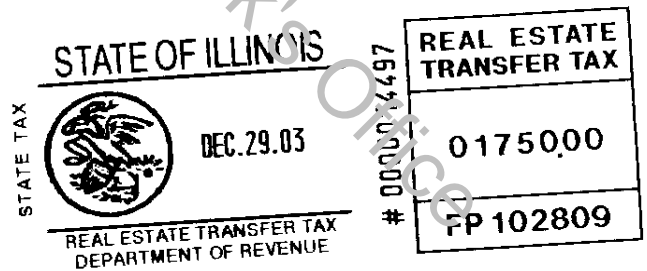 k's Office
STATE OF ILLINOIS
STATE TAX
DEC.29.03
REAL ESTATE TRANSFER TAX
DEPARTMENT OF REVENUE
REAL ESTATE
TRANSFER TAX
01750.00
FP 102809